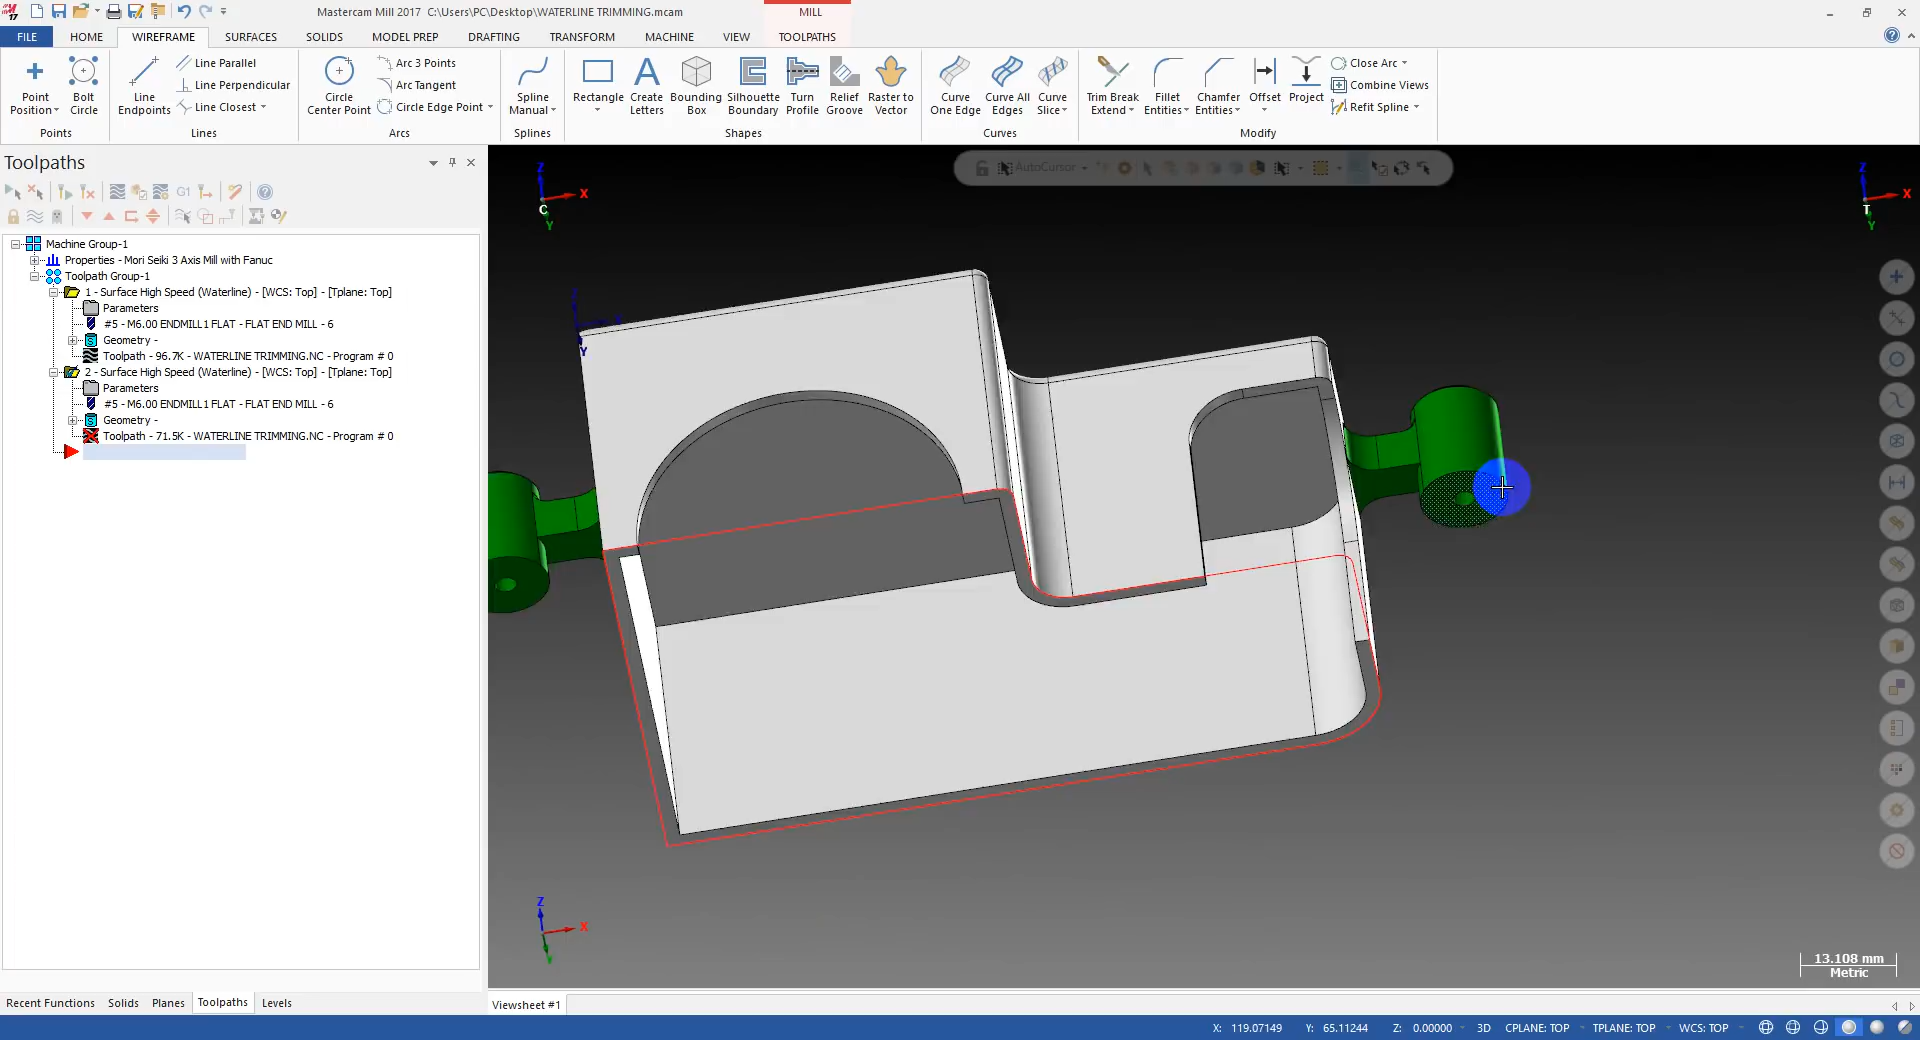 Mastercam Mill 2017 C:\Users\PC\Desktop\WATERLINE TRIMMING.mcam
MILL
FILE HOME WIREFRAME SURFACES SOLIDS MODEL PREP DRAFTING TRANSFORM MACHINE VIEW TOOLPATHS
Point Position
Bolt Circle
Points
Line Endpoints
Line Parallel
Line Perpendicular
Line Closest
Lines
Circle Center Point
Arc 3 Points
Arc Tangent
Circle Edge Point
Arcs
Spline Manual
Splines
Rectangle
Create Letters
Bounding Box
Silhouette Boundary
Turn Profile
Relief Groove
Raster to Vector
Shapes
Curve One Edge
Curve All Edges
Curve Slice
Curves
Trim Break Extend
Fillet Entities
Chamfer Entities
Offset
Project
Close Arc
Combine Views
Refit Spline
Modify
Toolpaths
G1
Machine Group-1
Properties - Mori Seiki 3 Axis Mill with Fanuc
Toolpath Group-1
1 - Surface High Speed (Waterline) - [WCS: Top] - [Tplane: Top]
Parameters
#5 - M6.00 ENDMILL1 FLAT - FLAT END MILL - 6
Geometry -
Toolpath - 96.7K - WATERLINE TRIMMING.NC - Program # 0
2 - Surface High Speed (Waterline) - [WCS: Top] - [Tplane: Top]
Parameters
#5 - M6.00 ENDMILL1 FLAT - FLAT END MILL - 6
Geometry -
Toolpath - 71.5K - WATERLINE TRIMMING.NC - Program # 0
AutoCursor
Z
X
C
Y
Z
X
T
Y
Y
Z
X
13.108 mm
Metric
Recent Functions Solids Planes Toolpaths Levels
Viewsheet #1
X: 119.07149 Y: 65.11244 Z: 0.00000 3D CPLANE: TOP TPLANE: TOP WCS: TOP